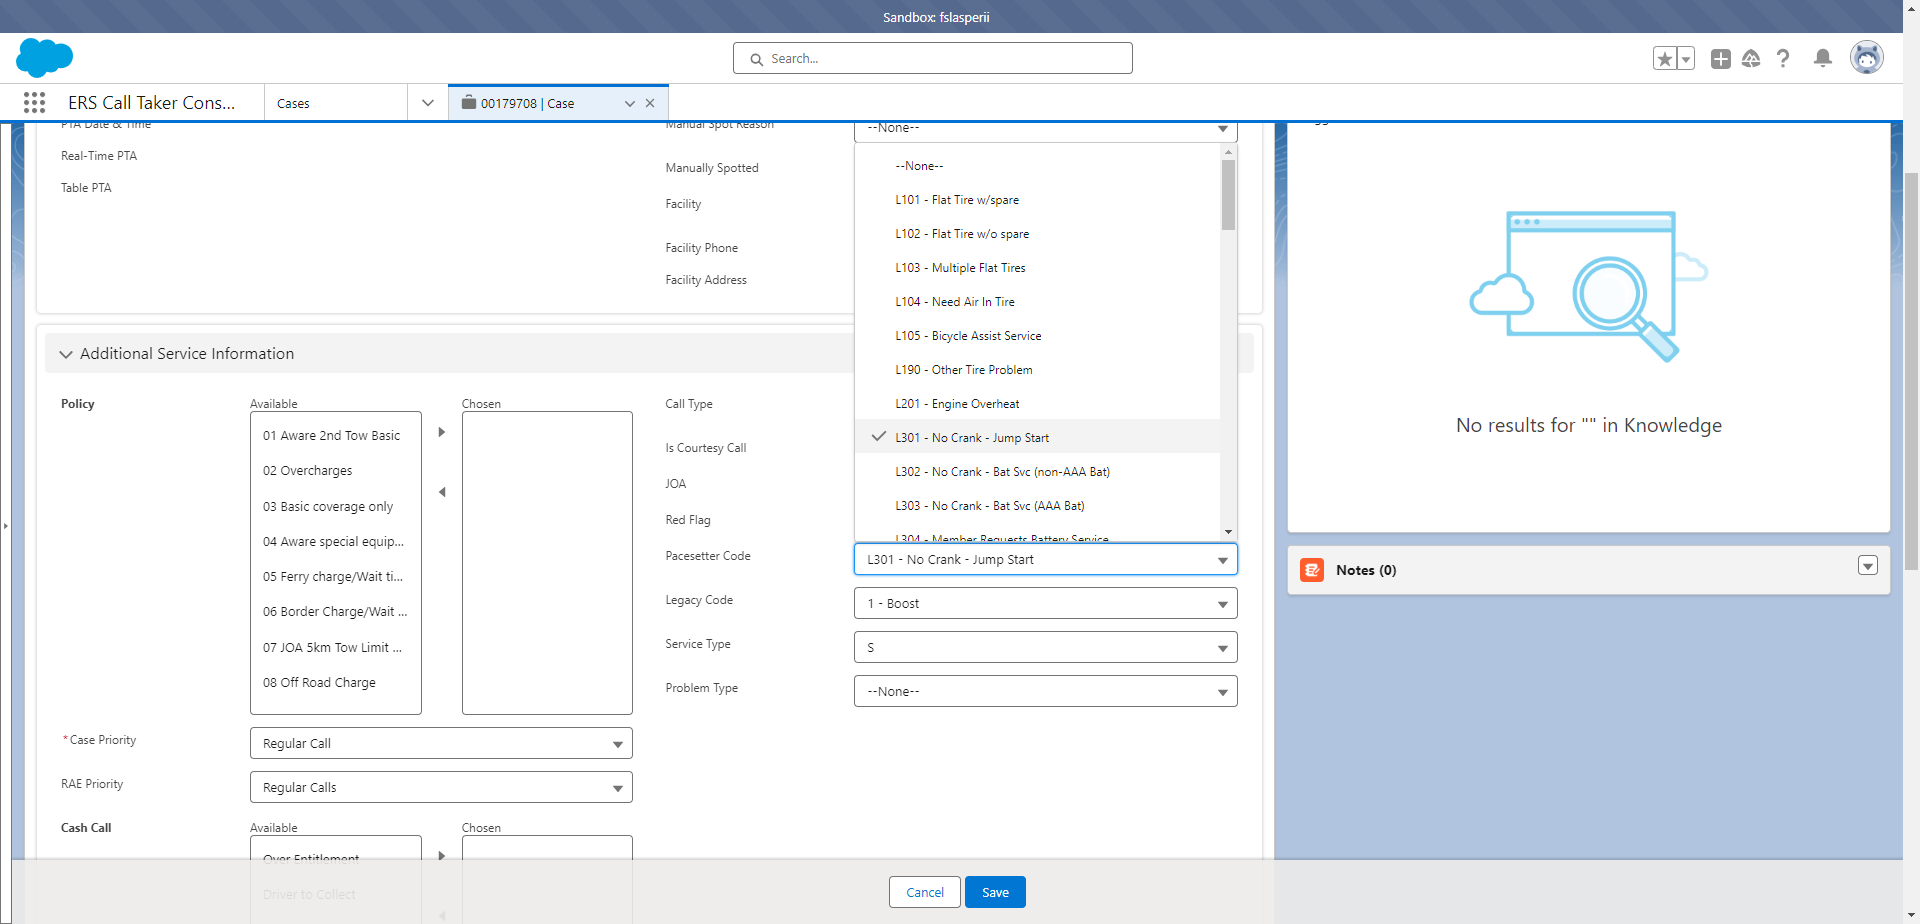 Sandbox: fslasperii
Search...
ERS Call Taker Cons...
Cases
00179708 | Case
PTA Date & Time
Real-Time PTA
Table PTA
Manual Spot Reason
--None--
Manually Spotted
Facility
Facility Phone
Facility Address
--None--
L101 - Flat Tire w/spare
L102 - Flat Tire w/o spare
L103 - Multiple Flat Tires
L104 - Need Air In Tire
L105 - Bicycle Assist Service
L190 - Other Tire Problem
L201 - Engine Overheat
L301 - No Crank - Jump Start
L302 - No Crank - Bat Svc (non-AAA Bat)
L303 - No Crank - Bat Svc (AAA Bat)
L304 - Member Requests Battery Service
Additional Service Information
Policy
Available
Chosen
01 Aware 2nd Tow Basic
02 Overcharges
03 Basic coverage only
04 Aware special equip...
05 Ferry charge/Wait ti...
06 Border Charge/Wait ...
07 JOA 5km Tow Limit ...
08 Off Road Charge
Call Type
Is Courtesy Call
JOA
Red Flag
Pacesetter Code
L301 - No Crank - Jump Start
Legacy Code
1 - Boost
Service Type
S
Problem Type
--None--
*Case Priority
Regular Call
RAE Priority
Regular Calls
Cash Call
Available
Chosen
Over Entitlement
Driver to Collect
Cancel
Save
No results for "" in Knowledge
Notes (0)